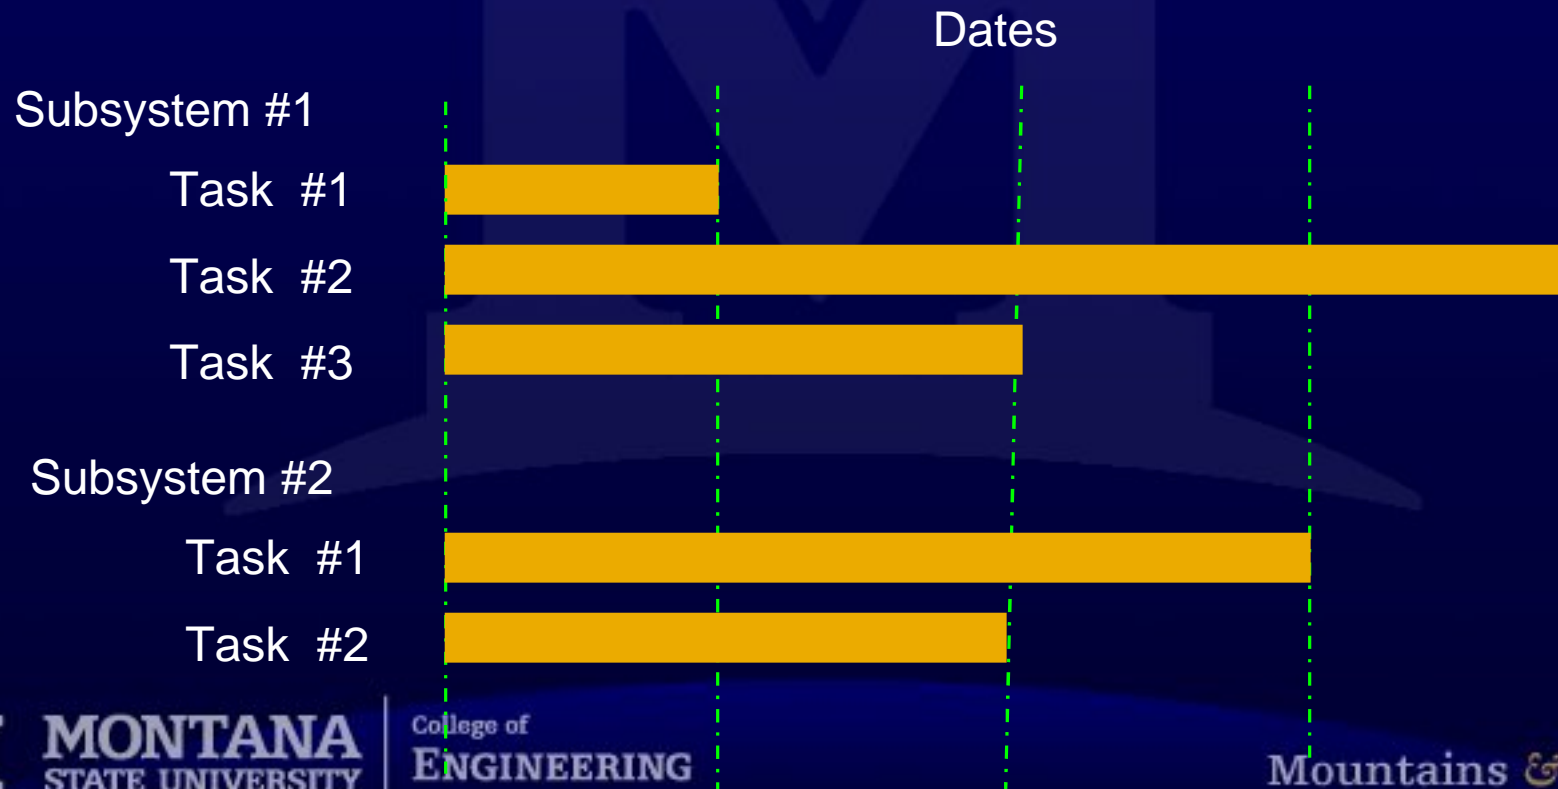 Dates
Subsystem #1
Task #1
Task #2
Task #3
Subsystem #2
Task #1
Task #2
MONTANA
STATE UNIVERSITY
College of
ENGINEERING
Mountains &